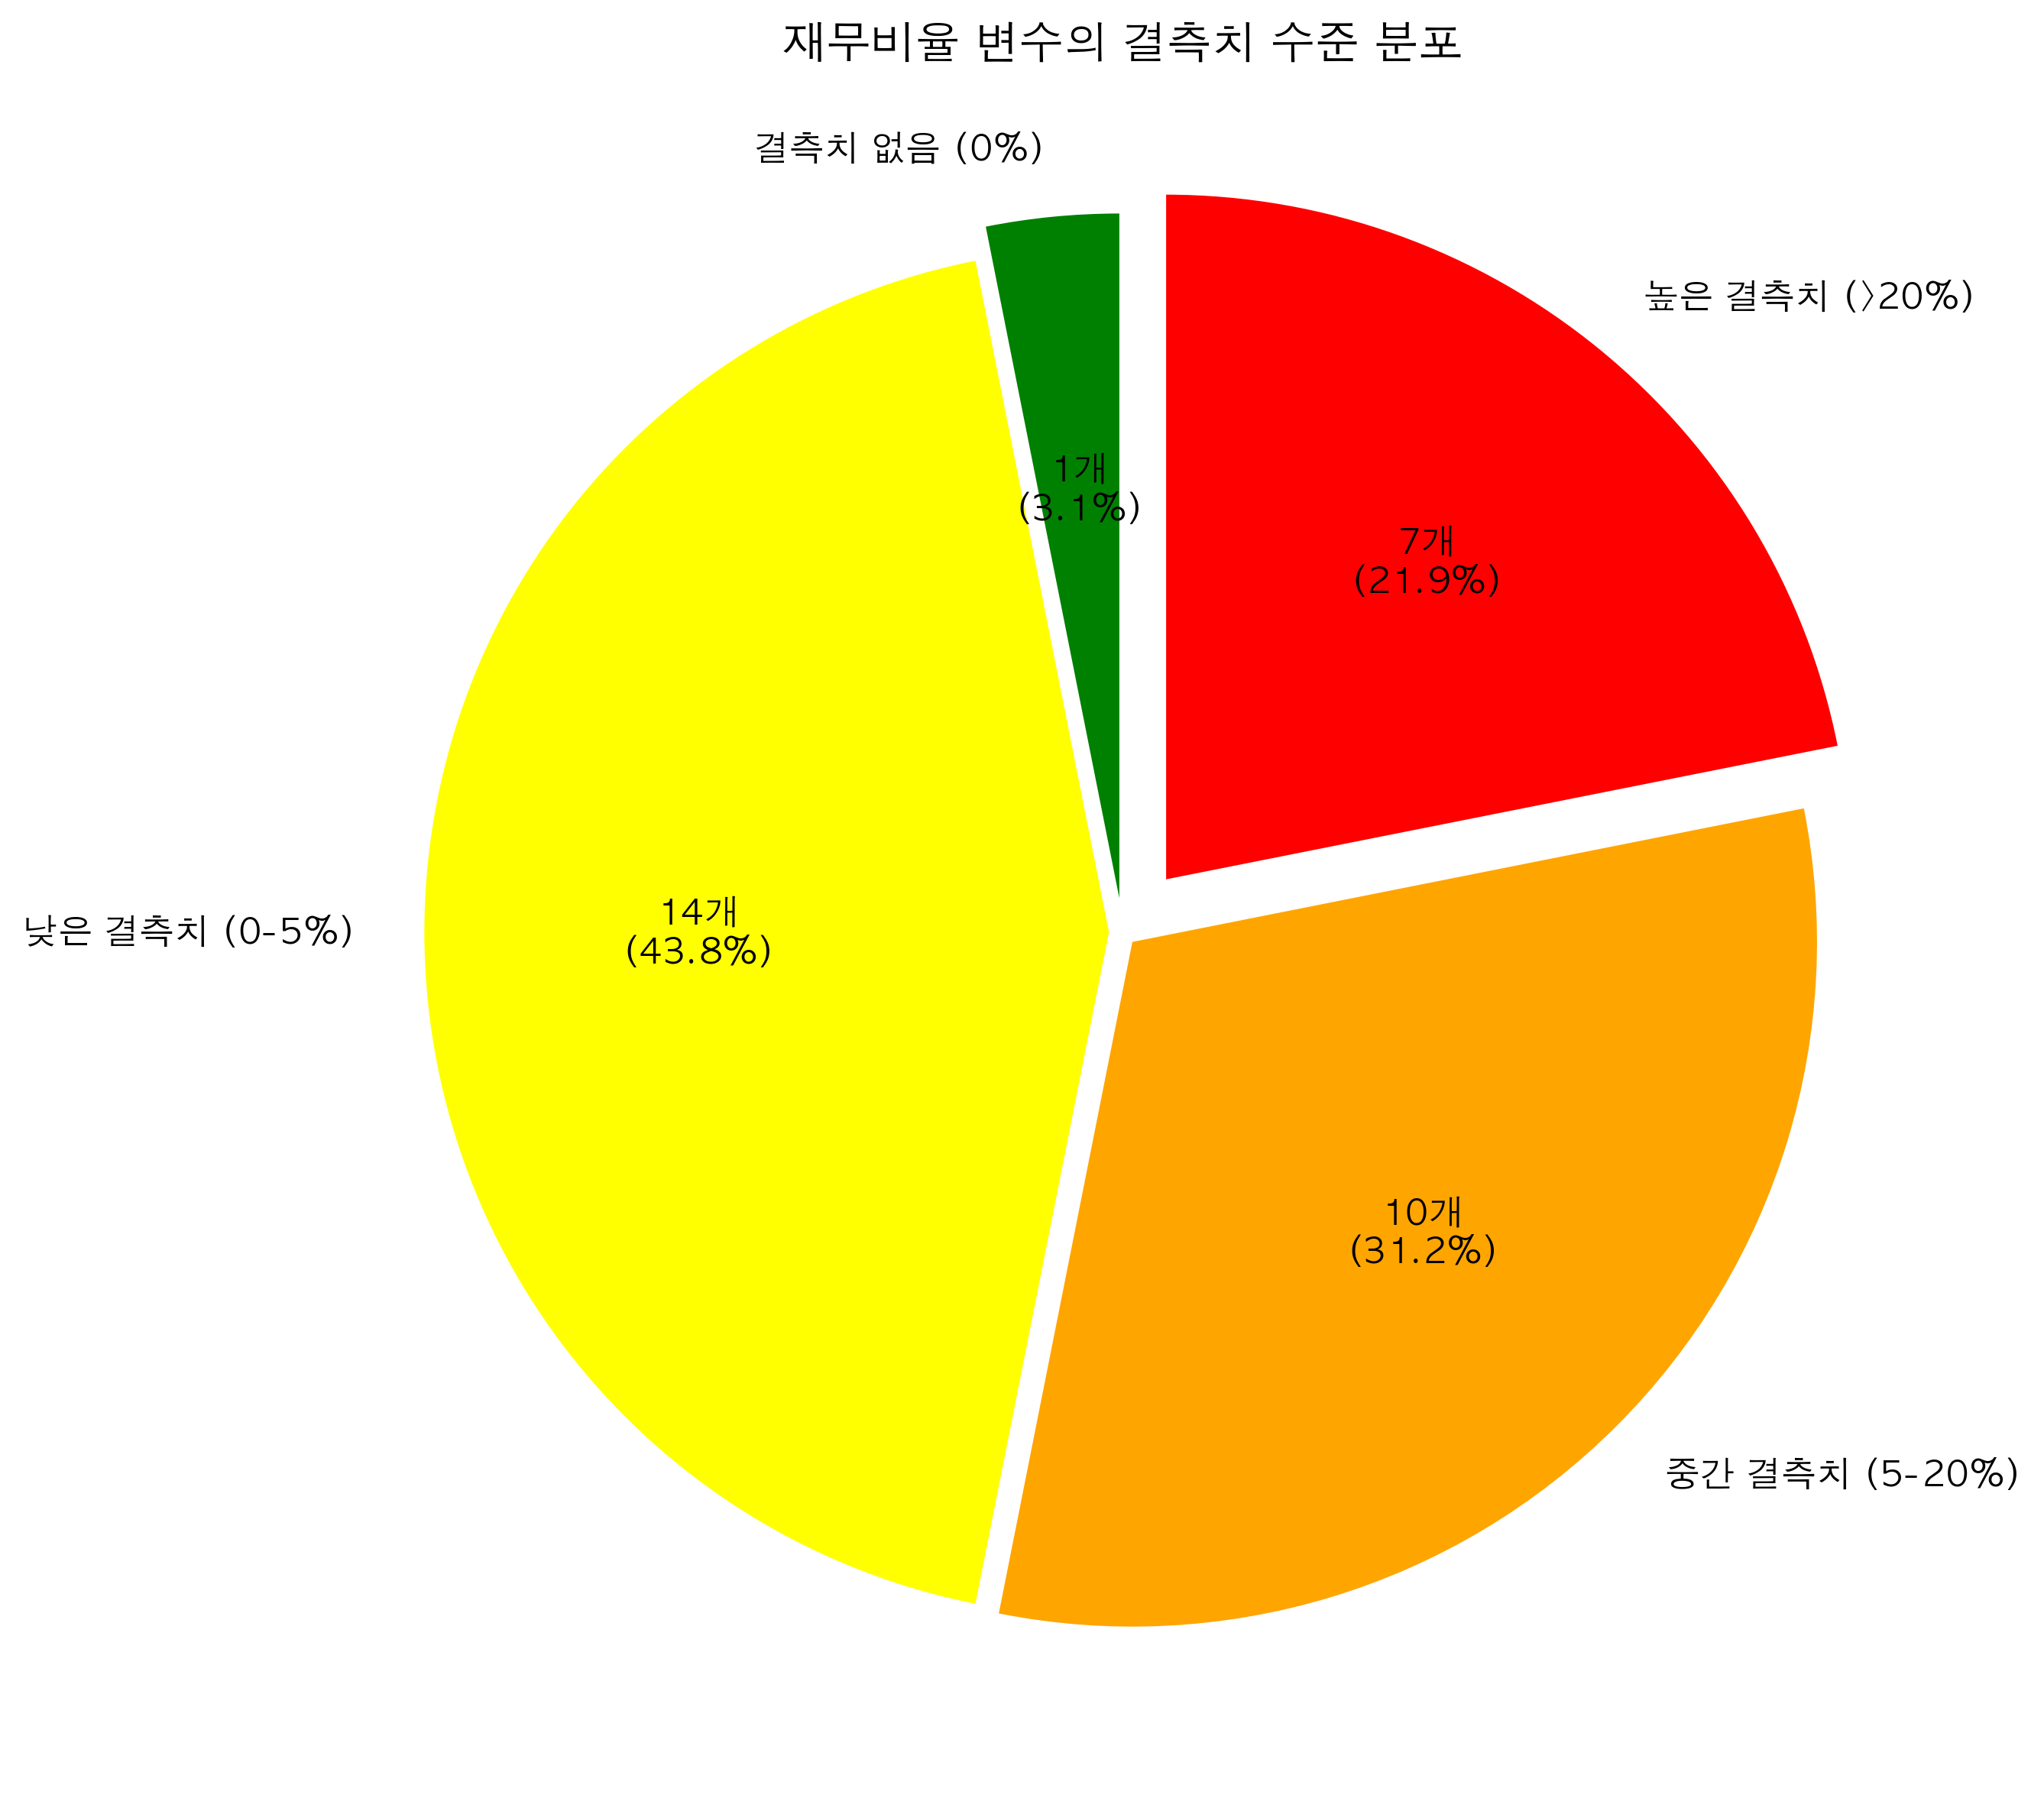 재무비율 변수의 결측치 수준 분포
결측치 없음 (0%)
높은 결측치 (>20%)
1개
(3.1%)
7개
(21.9%)
낮은 결측치 (0-5%)
14개
(43.8%)
10개
(31.2%)
중간 결측치 (5-20%)